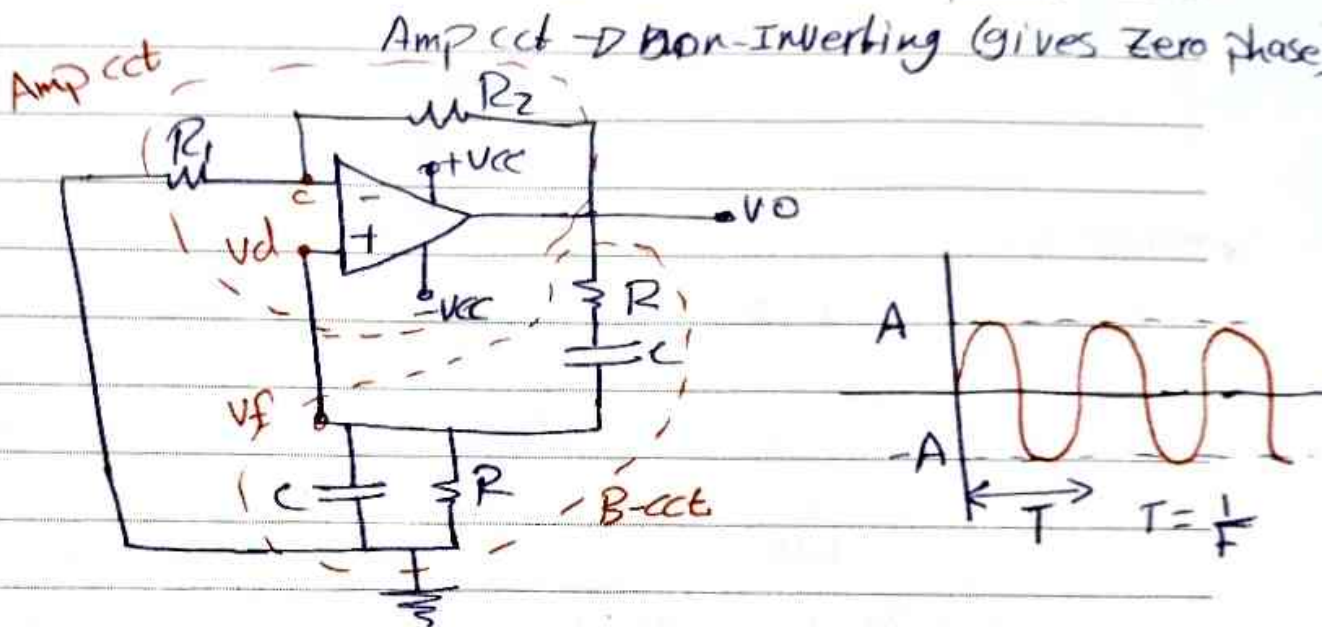 Amp cct → non-Inverting (gives Zero phase)
Amp cct
R2
R1
+VCC
c
-
VO
Vd
+
-VCC
R
A
C
Vf
-A
C
R
B-cct
T
T = 1/F